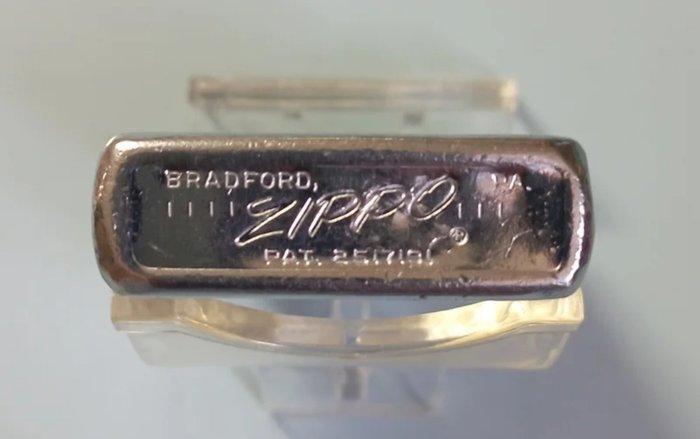 BRADFORD, PA.
|||| ZIPPO |||
®
PAT. 2517191